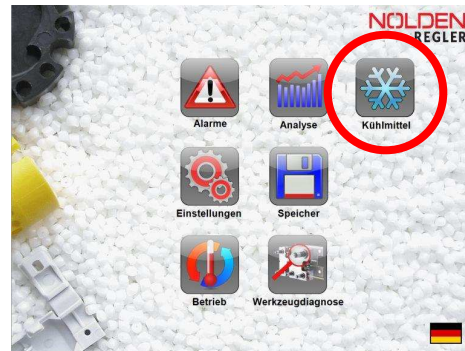 NOLDEN
REGLER
Alarme
Analyse
Kühlmittel
Einstellungen
Speicher
Betrieb
Werkzeugdiagnose